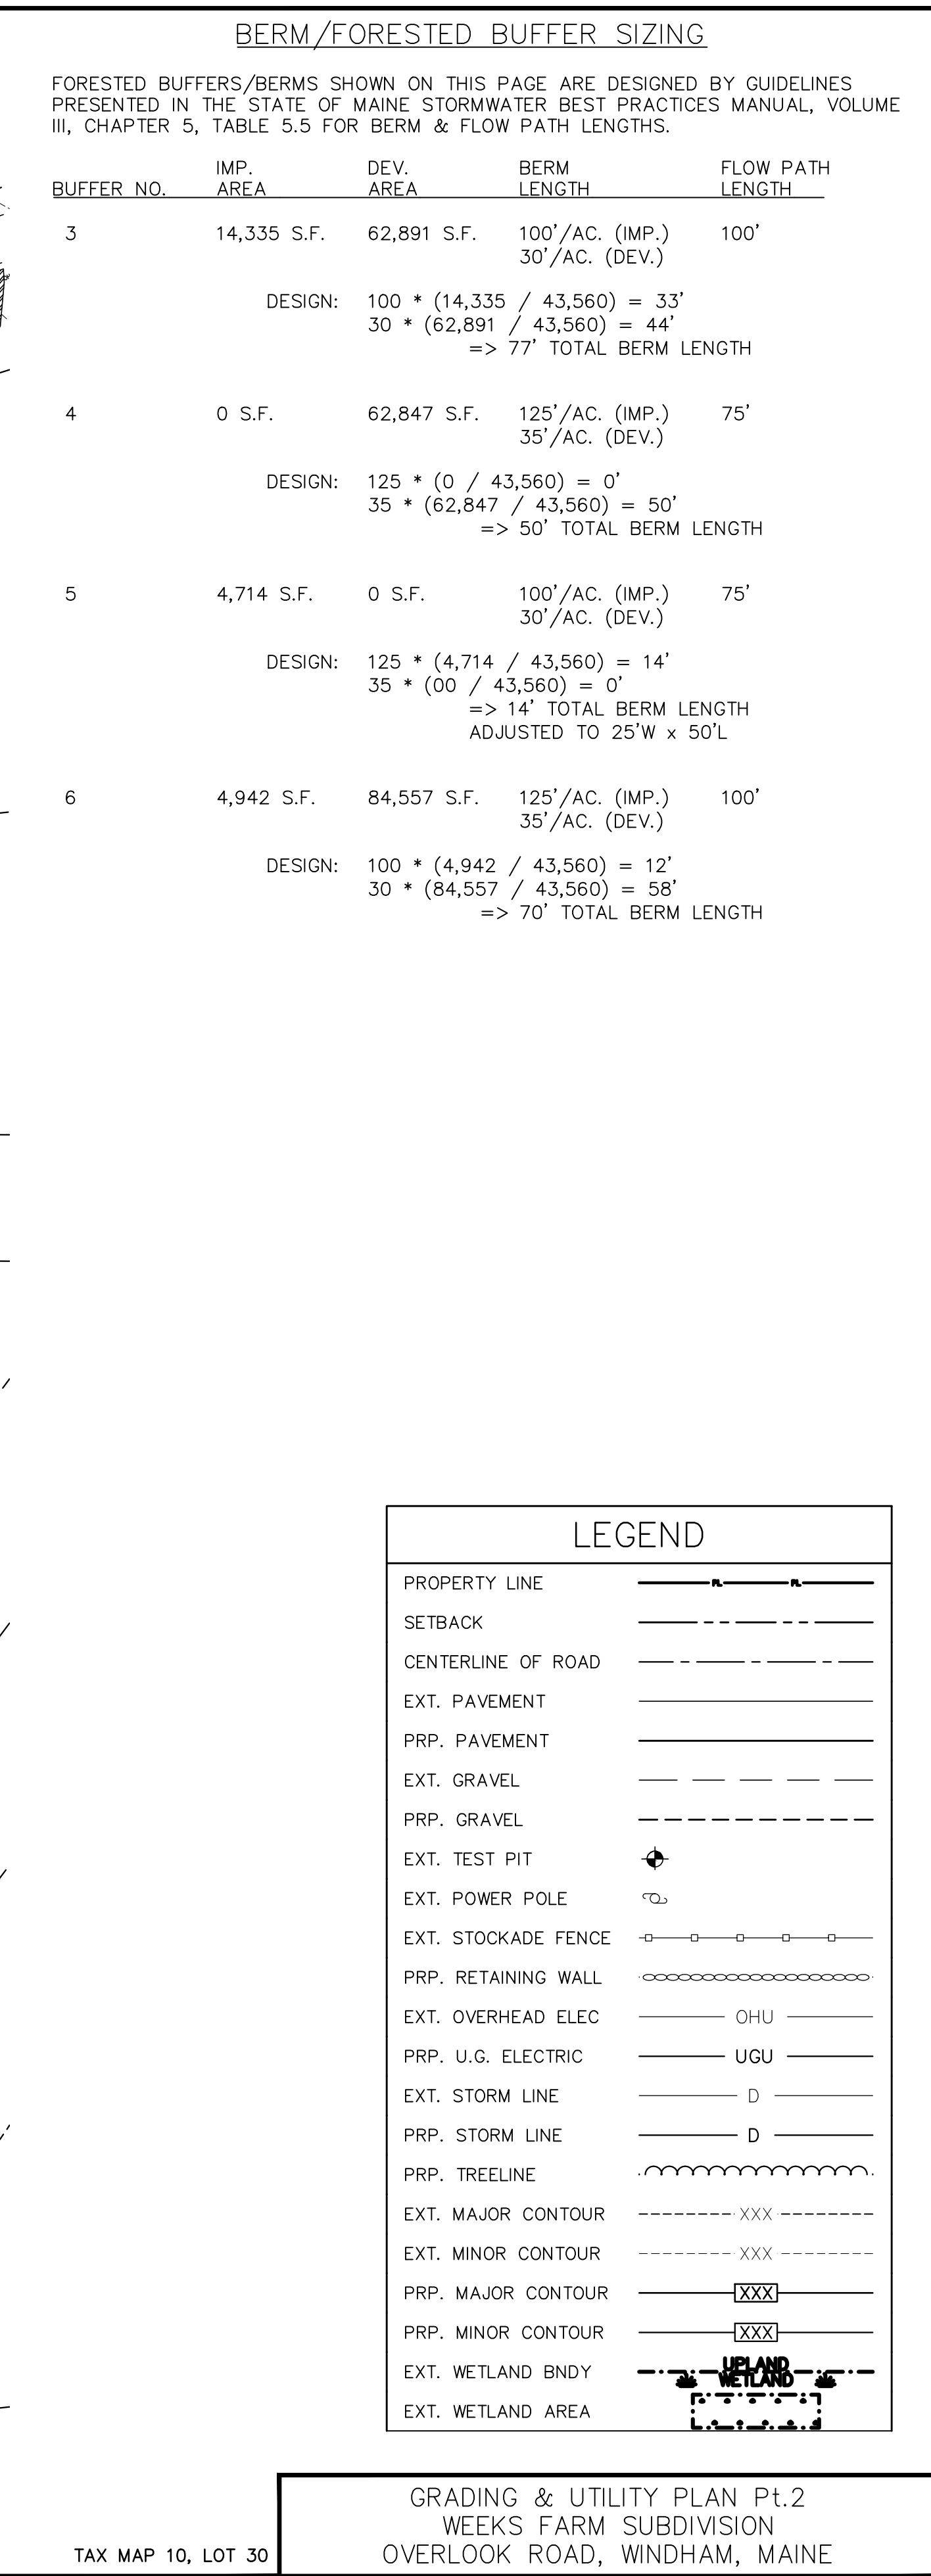 BERM/FORESTED BUFFER SIZING
FORESTED BUFFERS/BERMS SHOWN ON THIS PAGE ARE DESIGNED BY GUIDELINES
PRESENTED IN THE STATE OF MAINE STORMWATER BEST PRACTICES MANUAL, VOLUME
III, CHAPTER 5, TABLE 5.5 FOR BERM & FLOW PATH LENGTHS.
IMP. DEV. BERM FLOW PATH
BUFFER NO. AREA AREA LENGTH LENGTH
3 14,335 S.F. 62,891 S.F. 100'/AC. (IMP.) 100'
30'/AC. (DEV.)
DESIGN: 100 * (14,335 / 43,560) = 33'
30 * (62,891 / 43,560) = 44'
=> 77' TOTAL BERM LENGTH
4 0 S.F. 62,847 S.F. 125'/AC. (IMP.) 75'
35'/AC. (DEV.)
DESIGN: 125 * (0 / 43,560) = 0'
35 * (62,847 / 43,560) = 50'
=> 50' TOTAL BERM LENGTH
5 4,714 S.F. 0 S.F. 100'/AC. (IMP.) 75'
30'/AC. (DEV.)
DESIGN: 125 * (4,714 / 43,560) = 14'
35 * (00 / 43,560) = 0'
=> 14' TOTAL BERM LENGTH
ADJUSTED TO 25'W x 50'L
6 4,942 S.F. 84,557 S.F. 125'/AC. (IMP.) 100'
35'/AC. (DEV.)
DESIGN: 100 * (4,942 / 43,560) = 12'
30 * (84,557 / 43,560) = 58'
=> 70' TOTAL BERM LENGTH
LEGEND
PROPERTY LINE PL PL
SETBACK
CENTERLINE OF ROAD
EXT. PAVEMENT
PRP. PAVEMENT
EXT. GRAVEL
PRP. GRAVEL
EXT. TEST PIT
EXT. POWER POLE
EXT. STOCKADE FENCE
PRP. RETAINING WALL
EXT. OVERHEAD ELEC OHU
PRP. U.G. ELECTRIC UGU
EXT. STORM LINE D
PRP. STORM LINE D
PRP. TREELINE
EXT. MAJOR CONTOUR XXX
EXT. MINOR CONTOUR XXX
PRP. MAJOR CONTOUR XXX
PRP. MINOR CONTOUR XXX
UPLAND
EXT. WETLAND BNDY WETLAND
EXT. WETLAND AREA
GRADING & UTILITY PLAN Pt.2
WEEKS FARM SUBDIVISION
TAX MAP 10, LOT 30 OVERLOOK ROAD, WINDHAM, MAINE